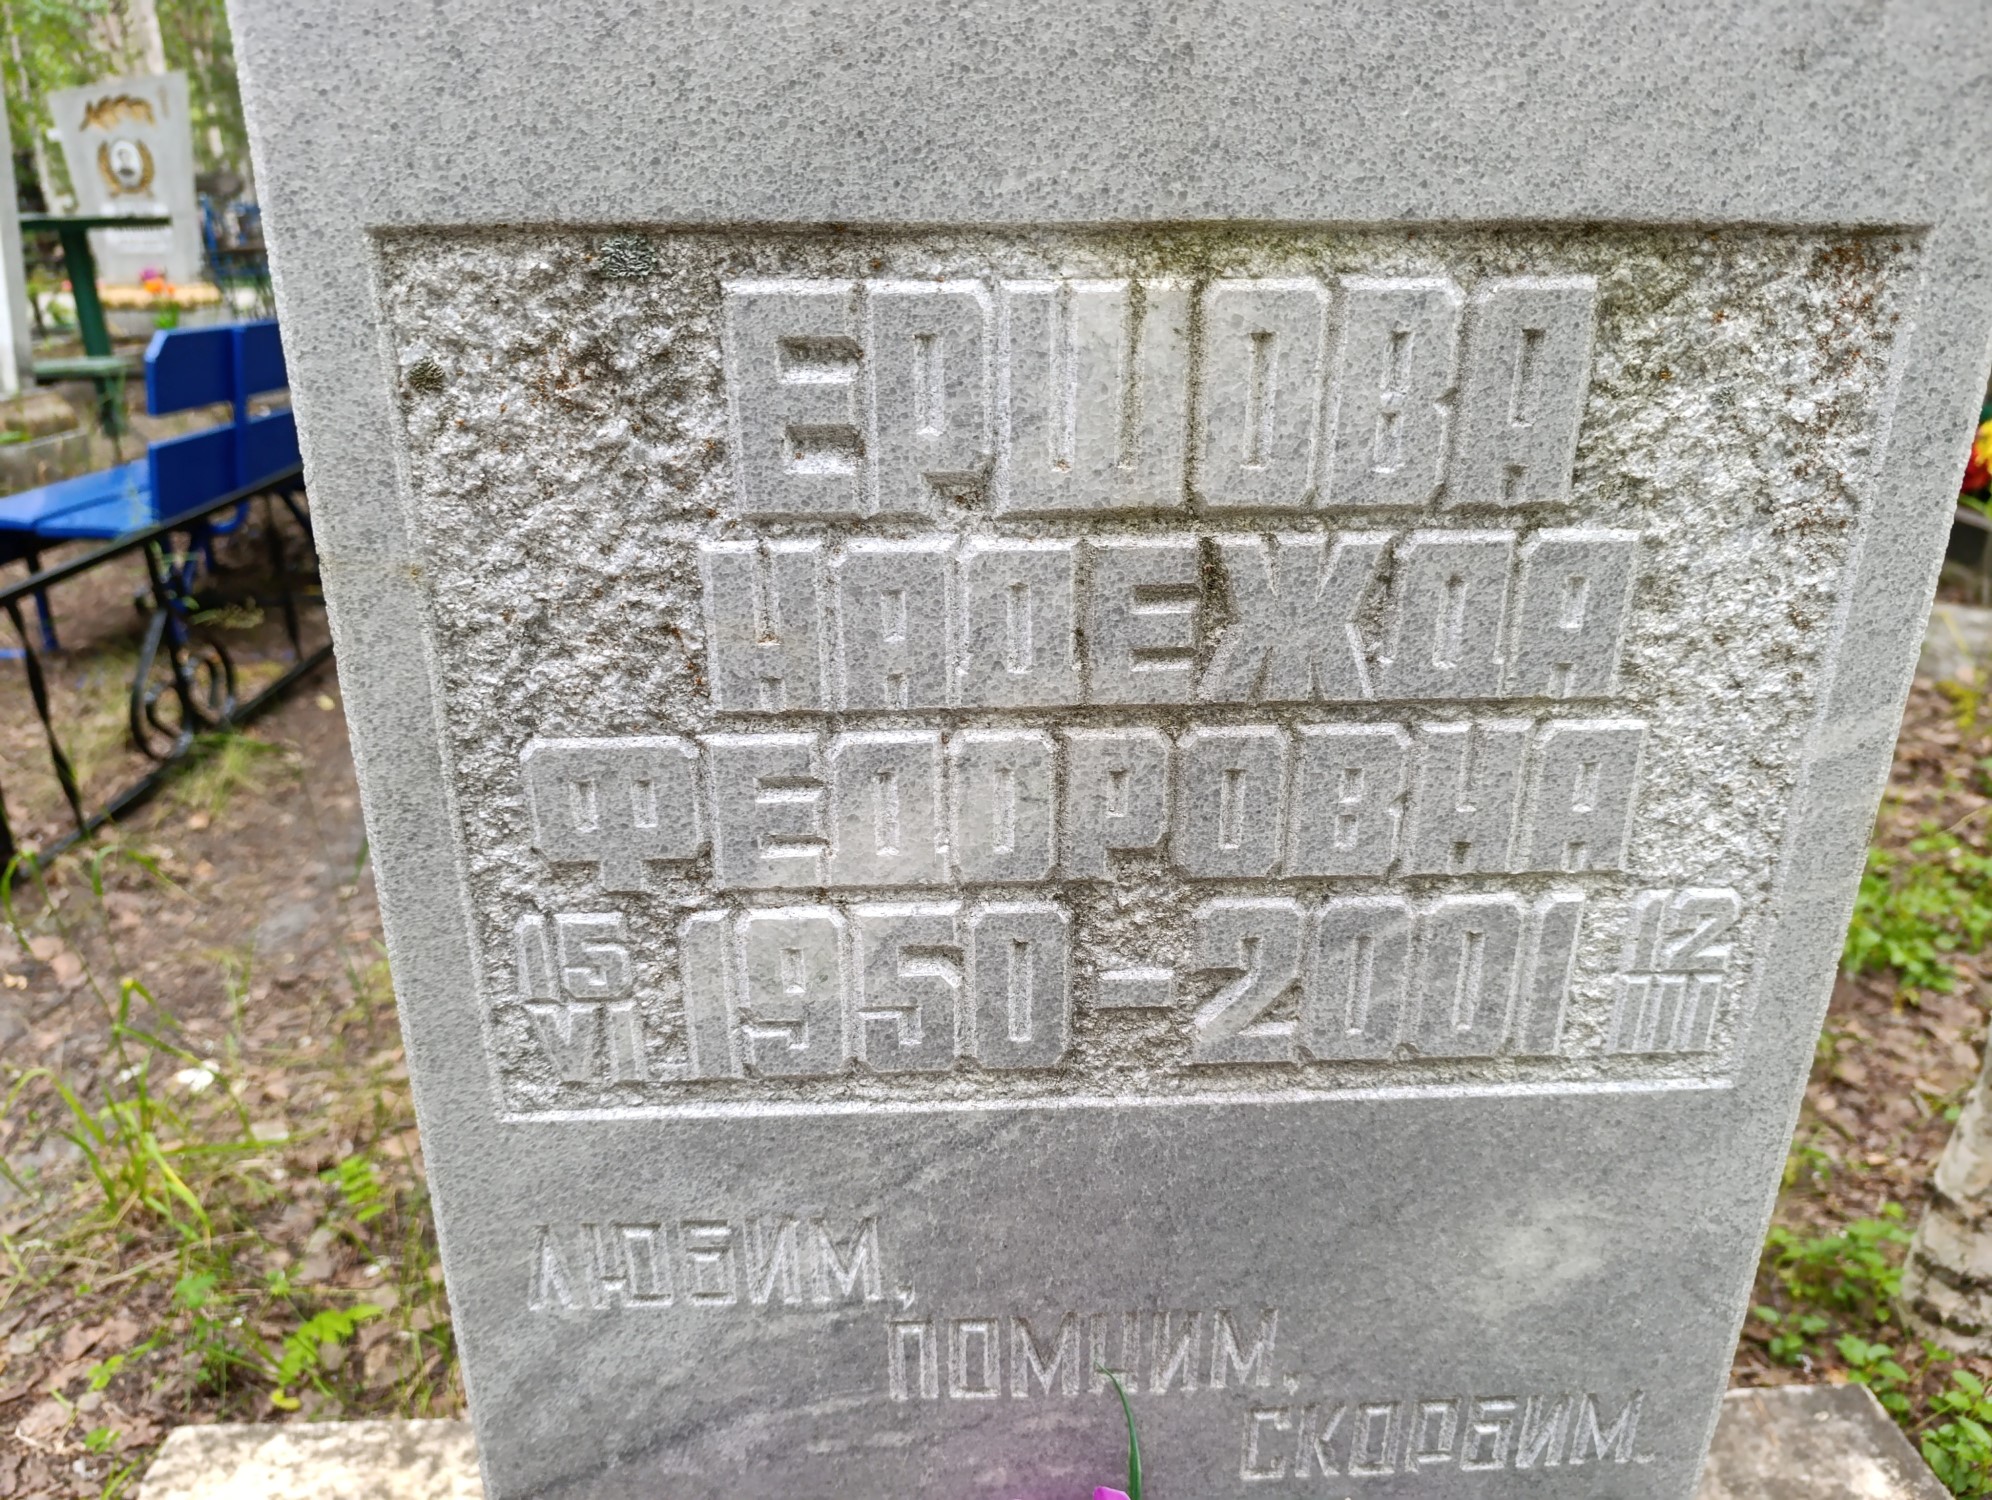 ЕРШОВА
НАДЕЖДА
ФЕДОРОВНА
15 VI 1950-2001 12 III
ЛЮБИМ,
ПОМНИМ,
СКОРБИМ.